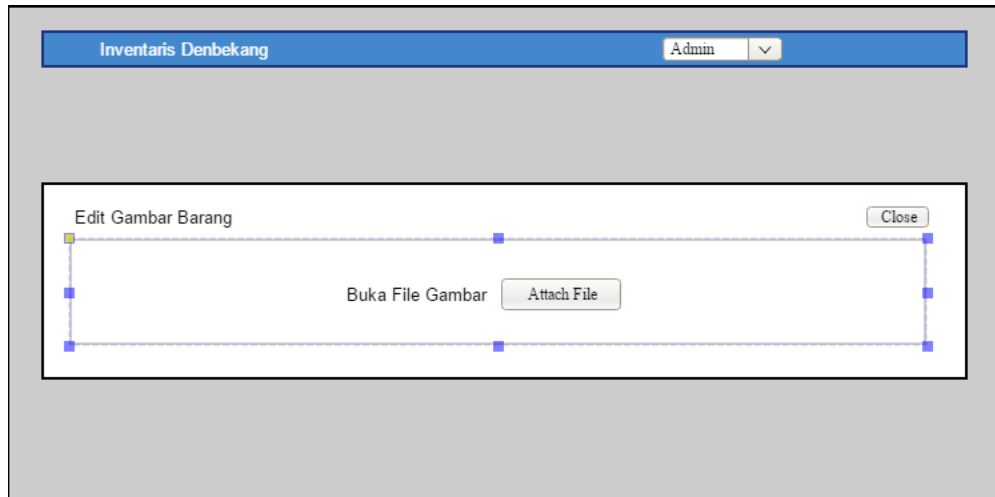 Inventaris Denbekang
Admin
Edit Gambar Barang
Close
Buka File Gambar
Attach File